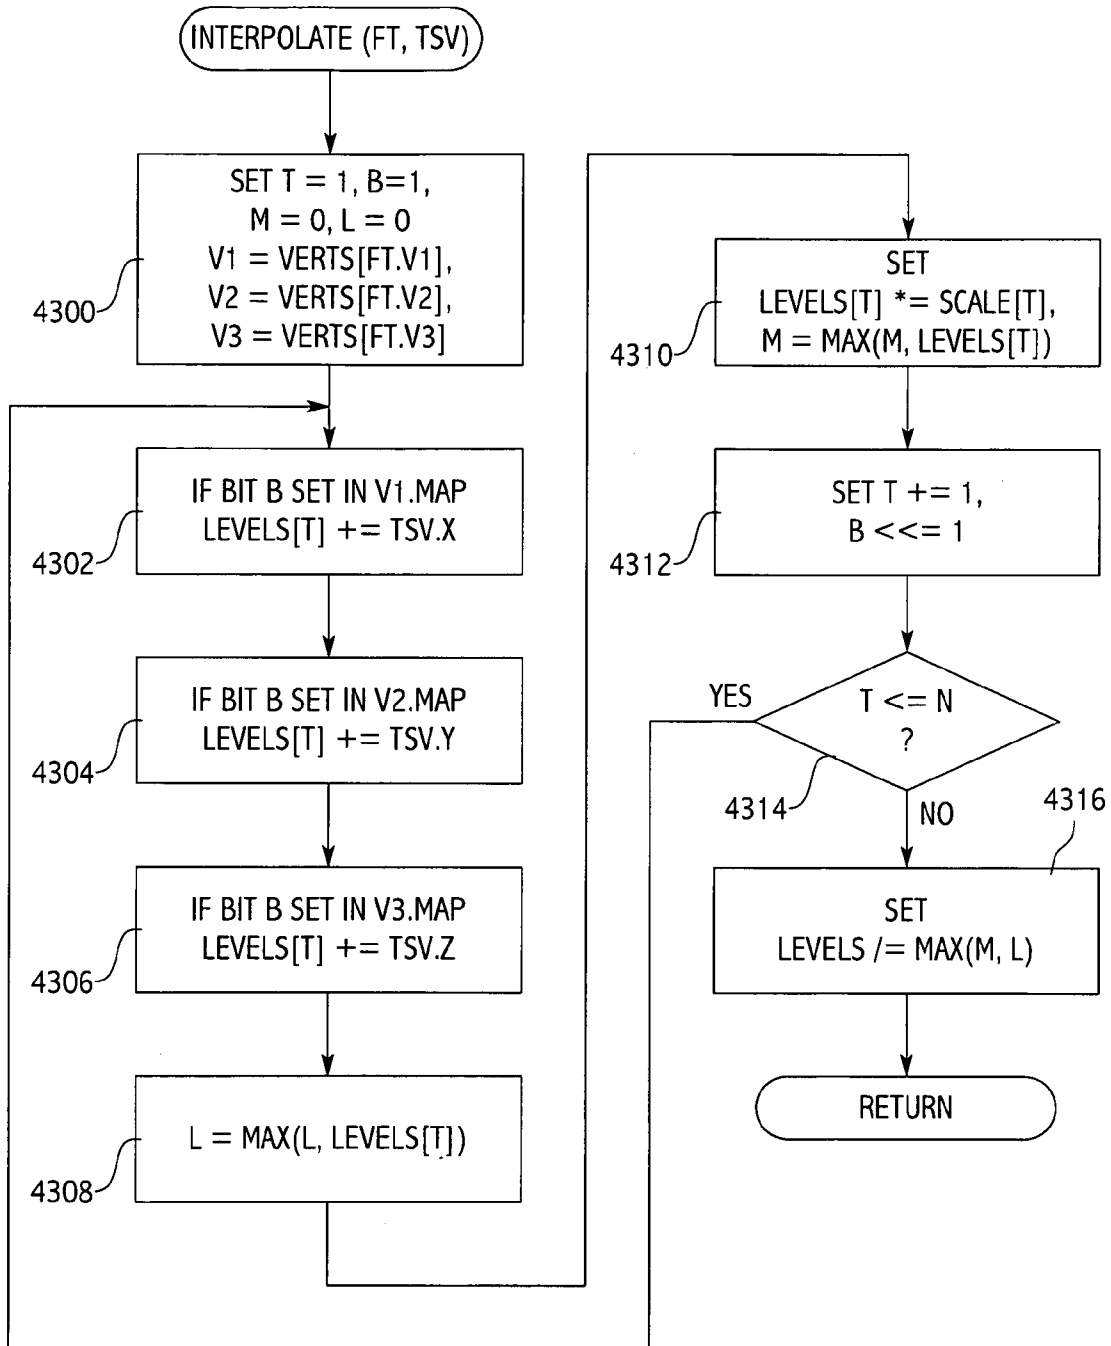 INTERPOLATE (FT, TSV)
SET T = 1, B=1,
M = 0, L = 0
V1 = VERTS[FT.V1],
V2 = VERTS[FT.V2],
V3 = VERTS[FT.V3]
4300
IF BIT B SET IN V1.MAP
LEVELS[T] += TSV.X
4302
IF BIT B SET IN V2.MAP
LEVELS[T] += TSV.Y
4304
IF BIT B SET IN V3.MAP
LEVELS[T] += TSV.Z
4306
L = MAX(L, LEVELS[T])
4308
SET
LEVELS[T] *= SCALE[T],
M = MAX(M, LEVELS[T])
4310
SET T += 1,
B <<= 1
4312
T <= N
?
YES
4314
NO
4316
SET
LEVELS /= MAX(M, L)
RETURN